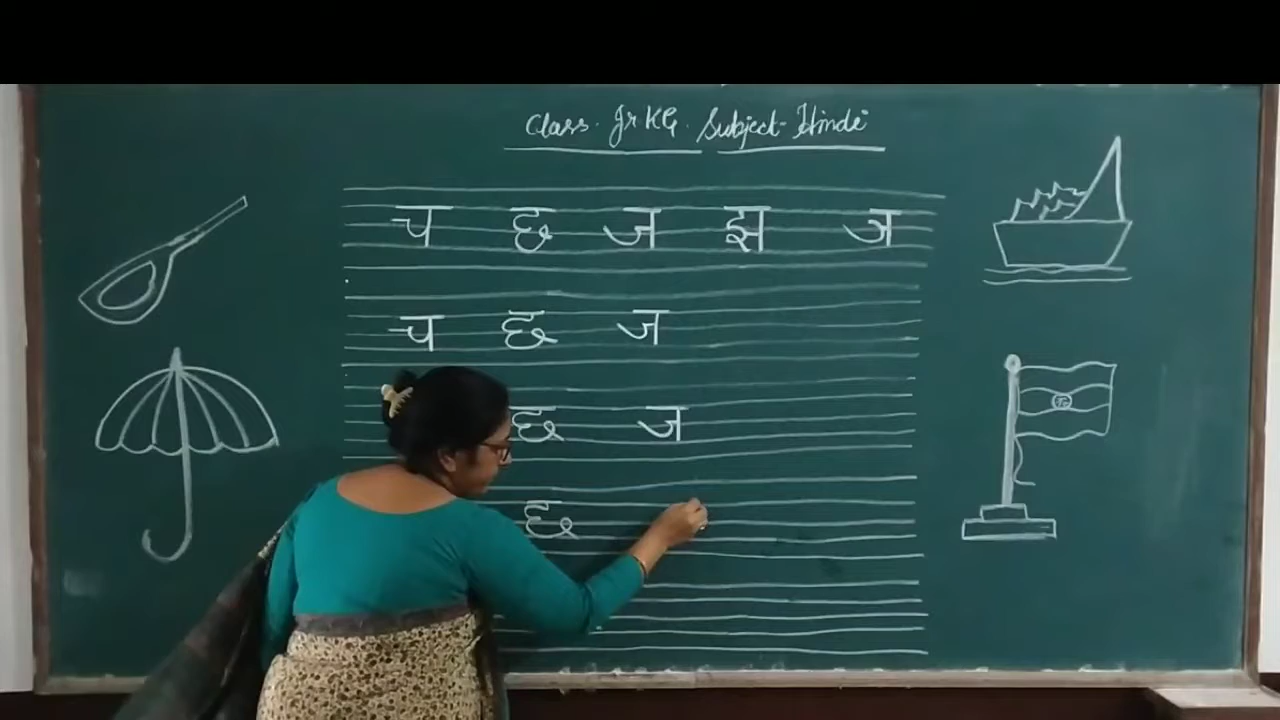 Class. Jr KG. Subject- Hindi
च छ ज झ ज
च छ ज
छ ज
छ